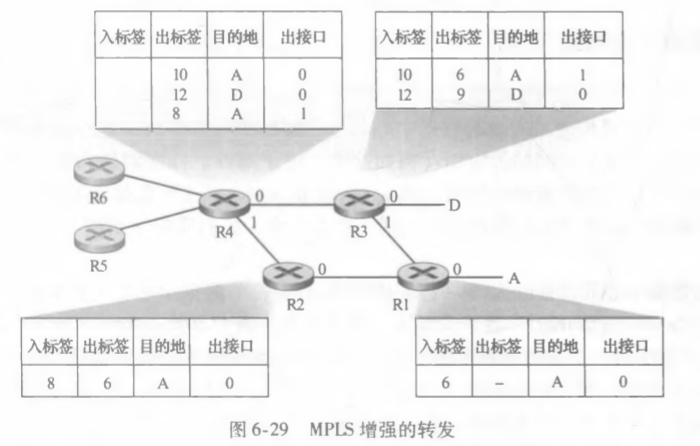 入标签 出标签 目的地 出接口
10 A 0
12 D 0
8 A 1
入标签 出标签 目的地 出接口
10 6 A 1
12 9 D 0
R6
R5
R4
0
1
R3
0
1
D
R2
0
R1
0
A
入标签 出标签 目的地 出接口
8 6 A 0
入标签 出标签 目的地 出接口
6 – A 0
图 6-29 MPLS 增强的转发